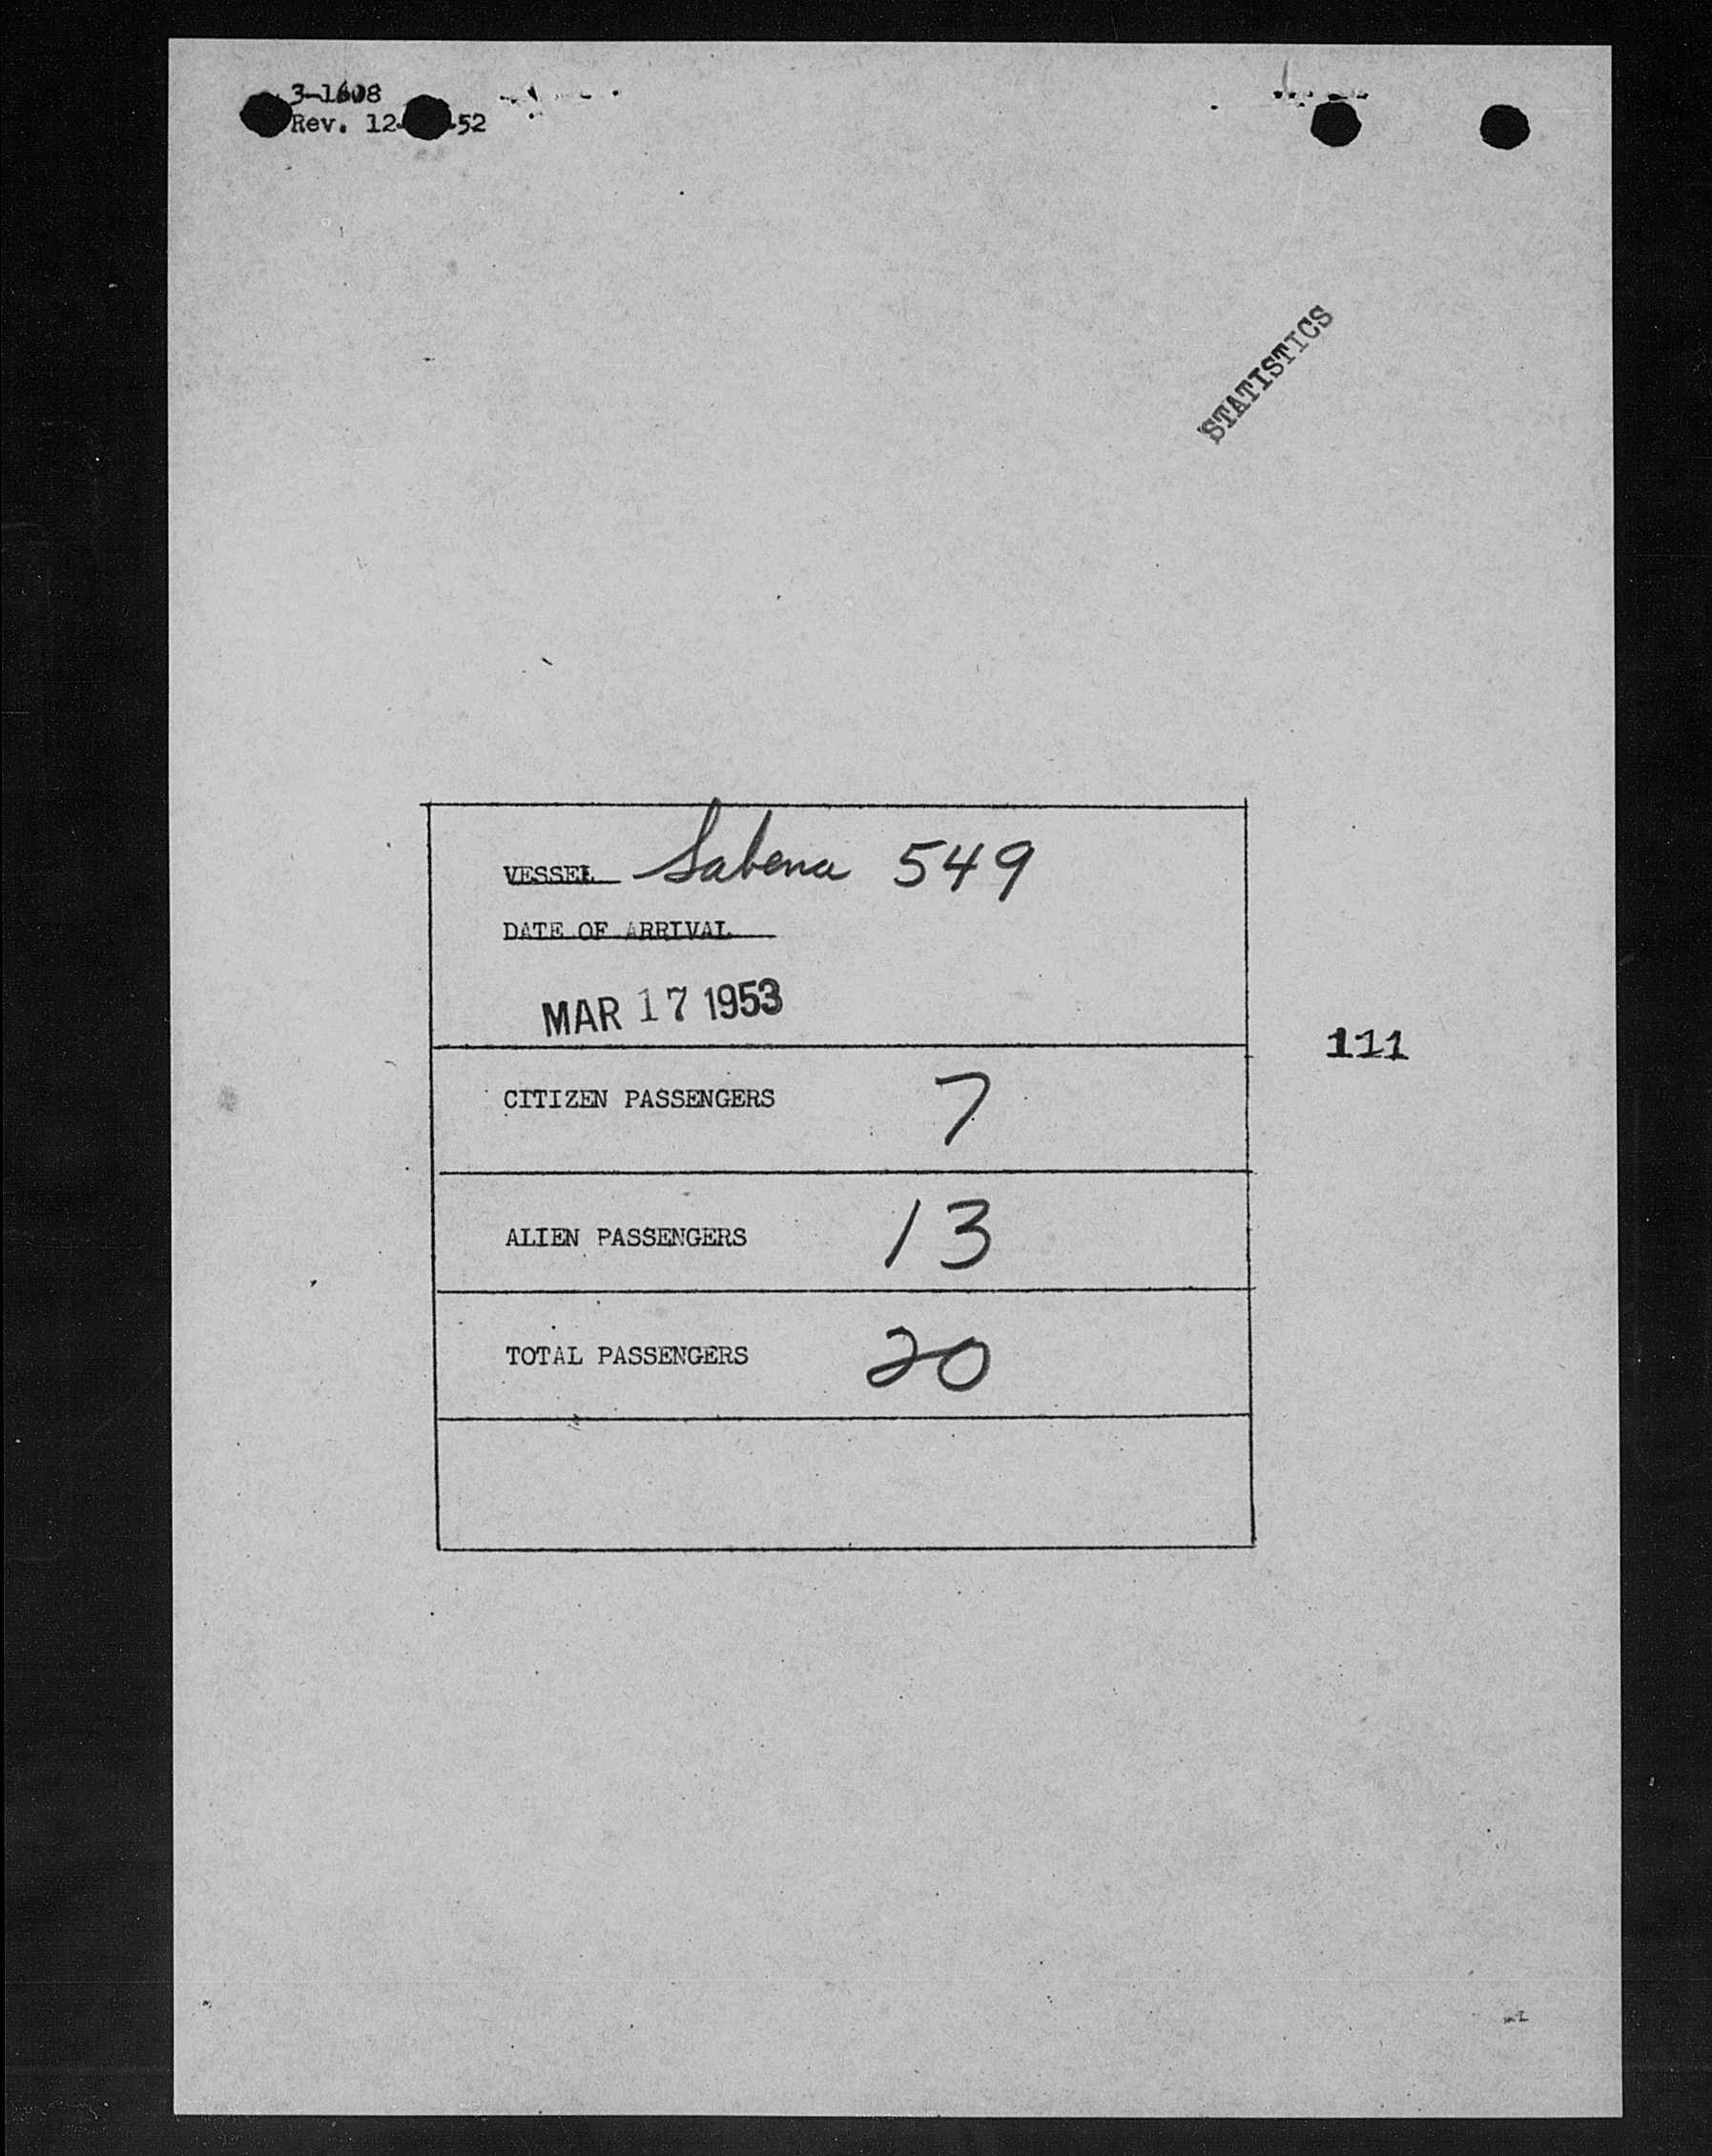 3-1608
Rev. 12- -52
STATISTICS
VESSEL Sabena 549
DATE OF ARRIVAL
MAR 17 1953
111
CITIZEN PASSENGERS 7
ALIEN PASSENGERS 13
TOTAL PASSENGERS 20